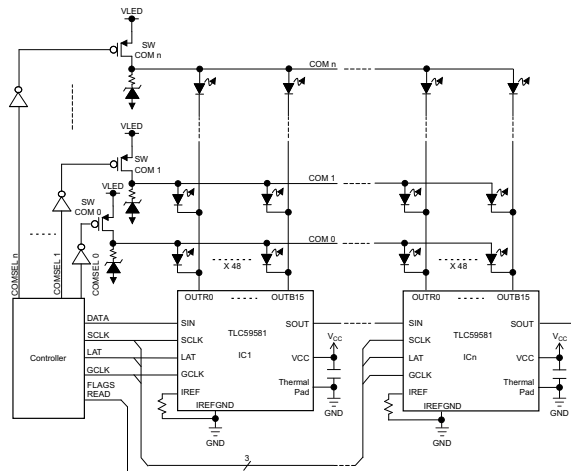 VLED
SW
COM n
COM n
VLED
SW
COM 1
COM 1
VLED
SW
COM 0
COM 0
COMSEL n
COMSEL 1
COMSEL 0
X 48
X 48
OUTR0
OUTB15
OUTR0
OUTB15
Controller
DATA
SCLK
LAT
GCLK
FLAGS
READ
SIN
SCLK
LAT
GCLK
IREF
TLC59581
IC1
SOUT
VCC
Thermal
Pad
IREFGND
GND
VCC
GND
3
SIN
SCLK
LAT
GCLK
IREF
TLC59581
ICn
SOUT
VCC
Thermal
Pad
IREFGND
GND
VCC
GND